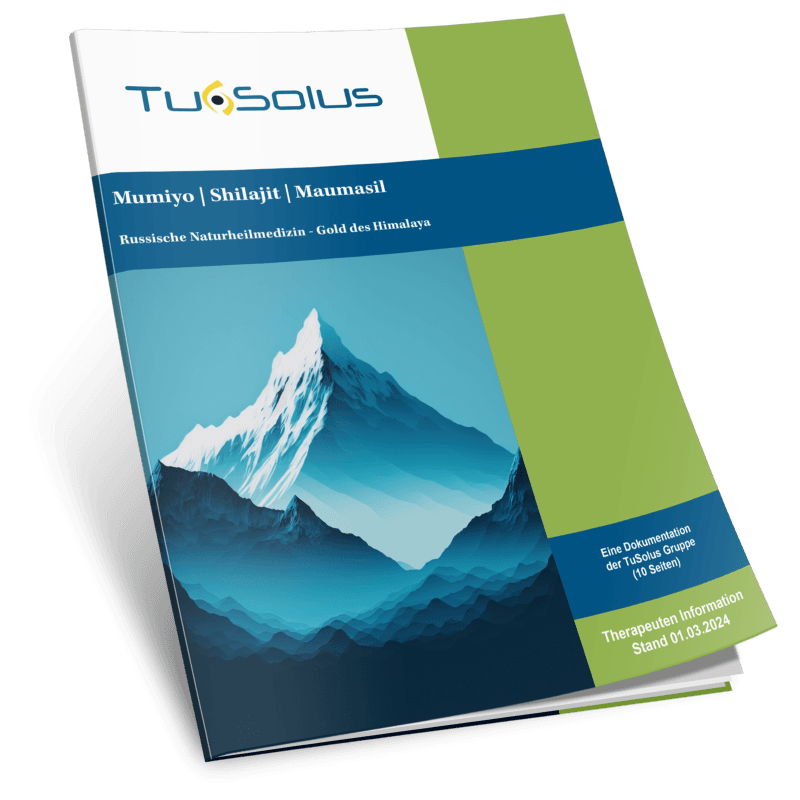 TuSolus
Mumiyo | Shilajit | Maumasil
Russische Naturheilmedizin - Gold des Himalaya
Eine Dokumentation
der TuSolus Gruppe
(10 Seiten)
Therapeuten Information
Stand 01.03.2024